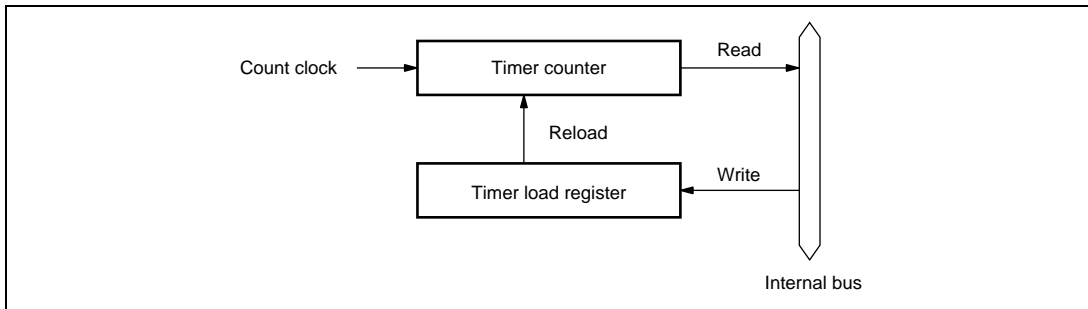 Read
Count clock
Timer counter
Reload
Write
Timer load register
Internal bus